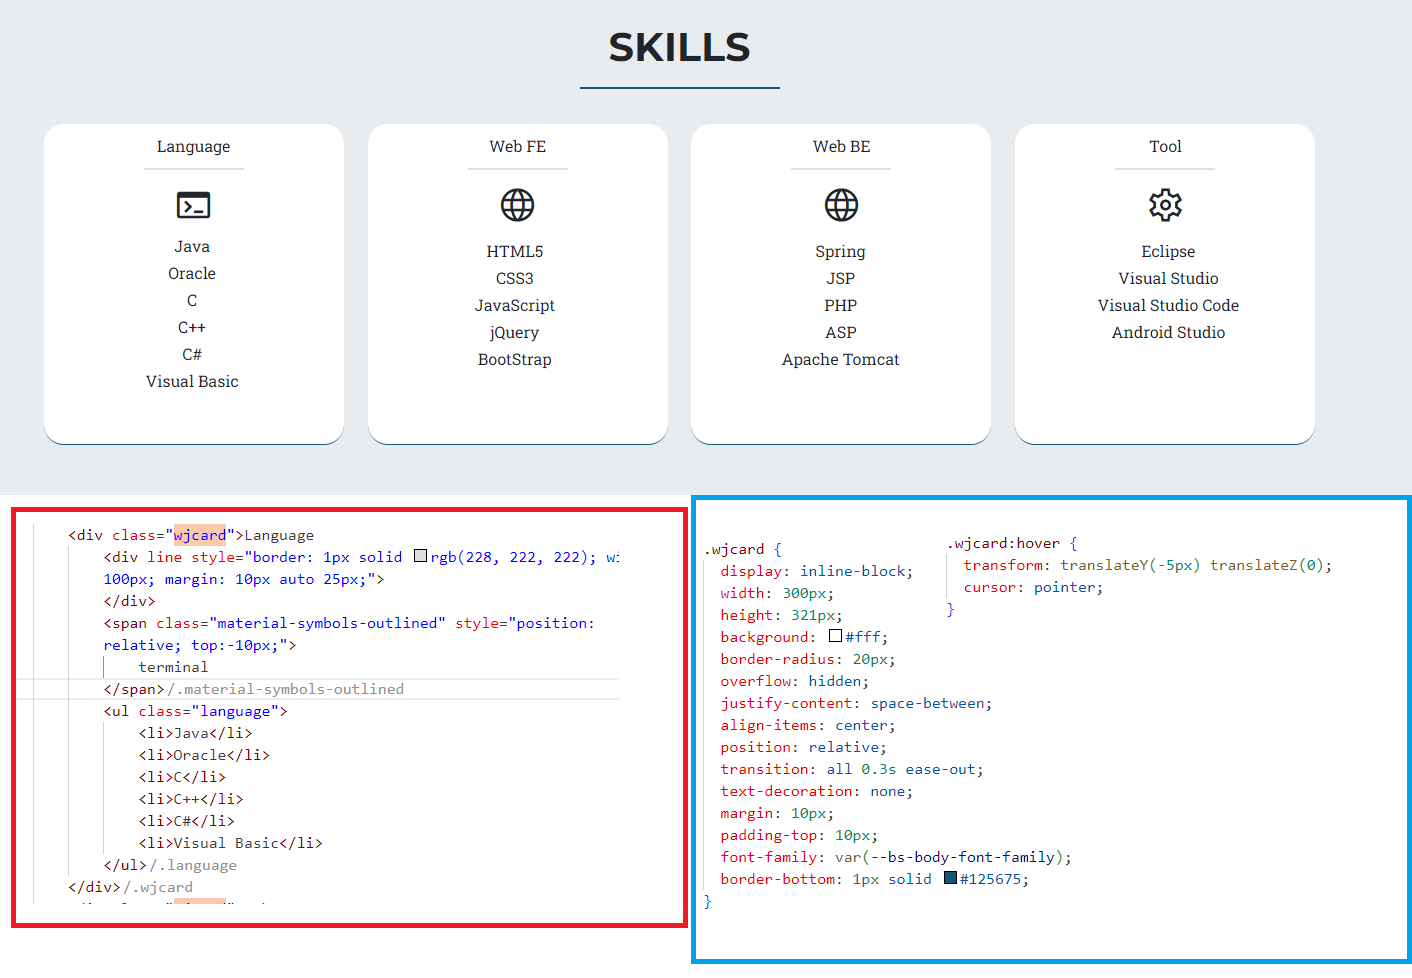 SKILLS
Language
Java
Oracle
C
C++
C#
Visual Basic
Web FE
HTML5
CSS3
JavaScript
jQuery
BootStrap
Web BE
Spring
JSP
PHP
ASP
Apache Tomcat
Tool
Eclipse
Visual Studio
Visual Studio Code
Android Studio
<div class="wjcard">Language
<div line style="border: 1px solid rgb(228, 222, 222); wi
100px; margin: 10px auto 25px;">
</div>
<span class="material-symbols-outlined" style="position:
relative; top:-10px;">
terminal
</span>/.material-symbols-outlined
<ul class="language">
<li>Java</li>
<li>Oracle</li>
<li>C</li>
<li>C++</li>
<li>C#</li>
<li>Visual Basic</li>
</ul>/.language
</div>/.wjcard
.wjcard {
display: inline-block;
width: 300px;
height: 321px;
background: #fff;
border-radius: 20px;
overflow: hidden;
justify-content: space-between;
align-items: center;
position: relative;
transition: all 0.3s ease-out;
text-decoration: none;
margin: 10px;
padding-top: 10px;
font-family: var(--bs-body-font-family);
border-bottom: 1px solid #125675;
}
.wjcard:hover {
transform: translateY(-5px) translateZ(0);
cursor: pointer;
}